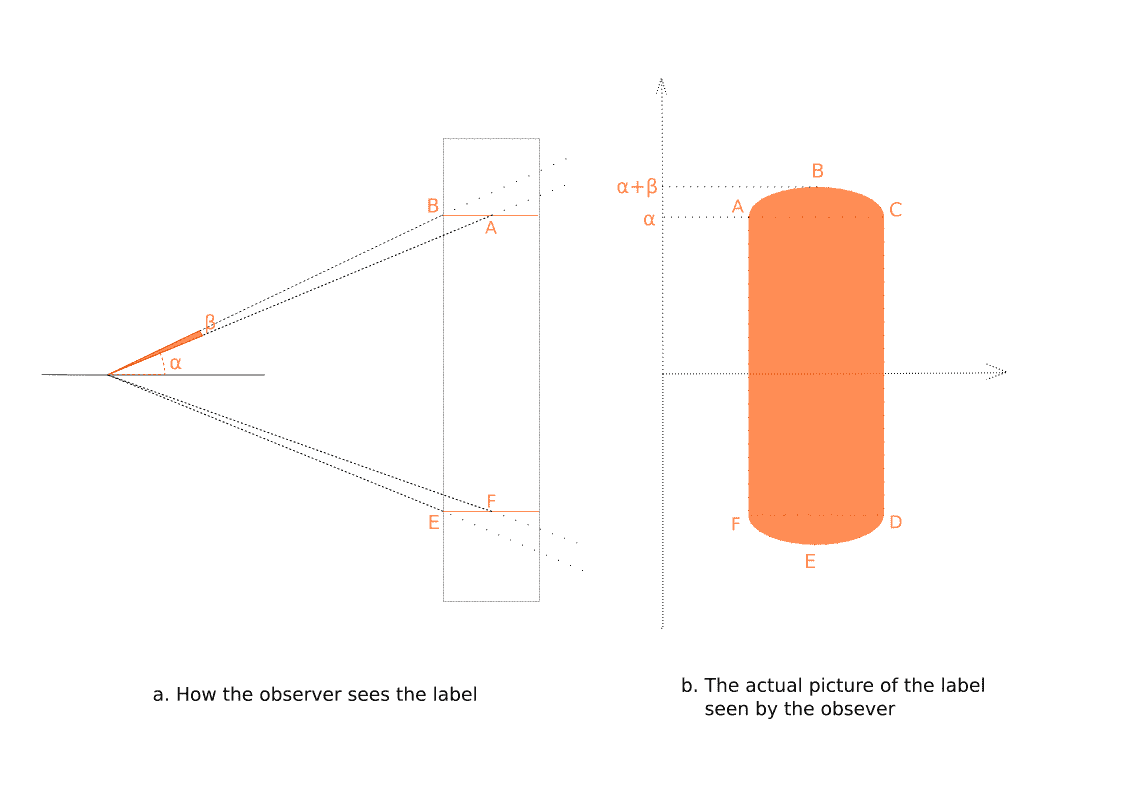 B
A
β
α
F
E
a. How the observer sees the label
B
α+β
A
C
α
F
D
E
b. The actual picture of the label
seen by the obsever